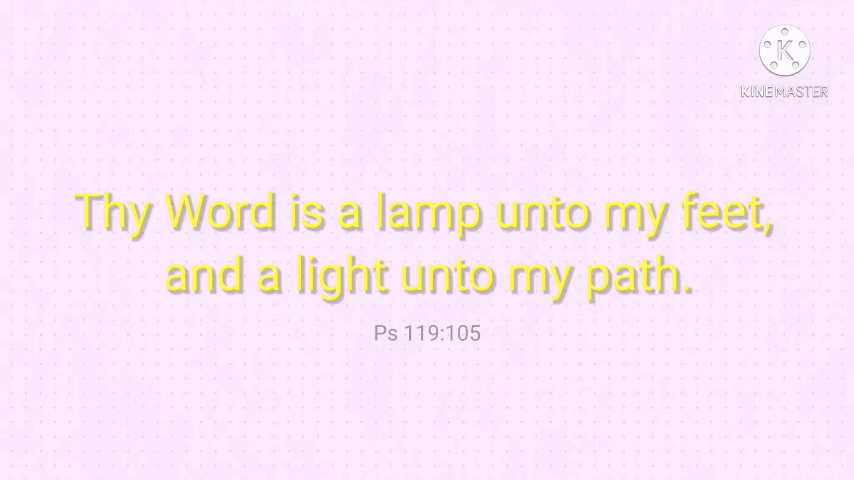 KINEMASTER
Thy Word is a lamp unto my feet,
and a light unto my path.
Ps 119:105